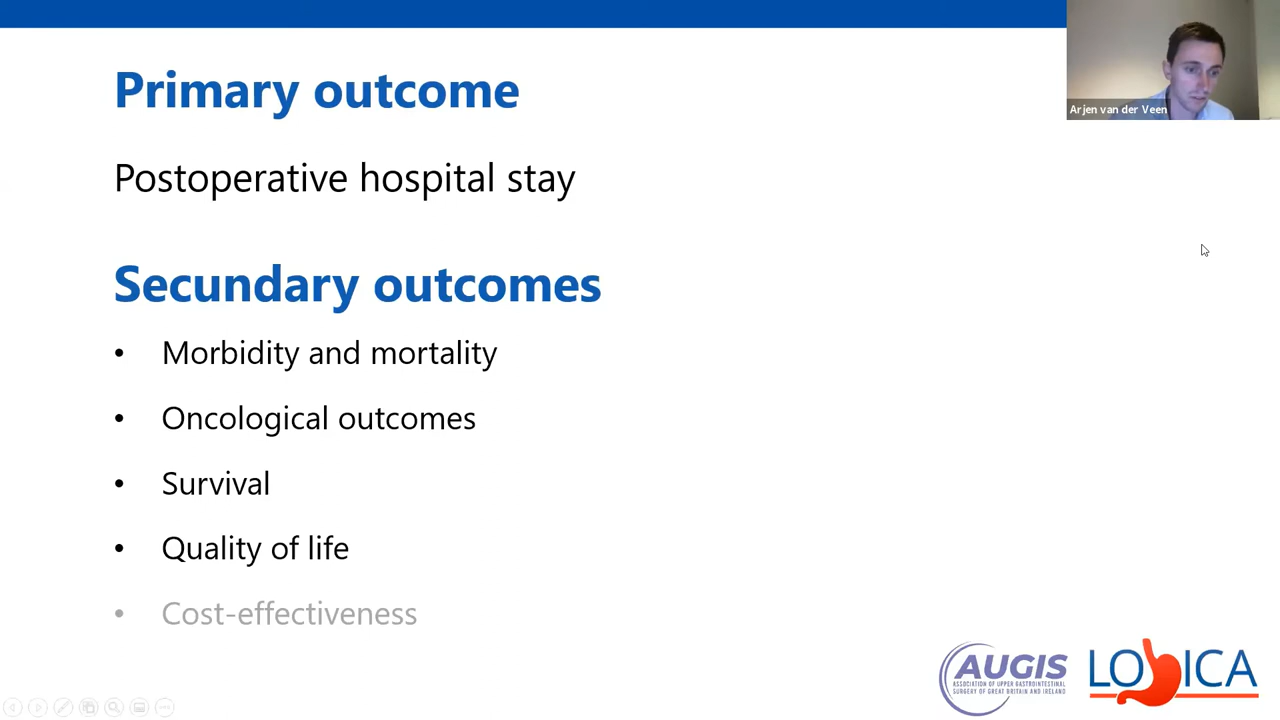 Primary outcome
Arjen van der Veen
Postoperative hospital stay
Secundary outcomes
• Morbidity and mortality
• Oncological outcomes
• Survival
• Quality of life
• Cost-effectiveness
AUGIS
ASSOCIATION OF UPPER GASTROINTESTINAL
SURGERY OF GREAT BRITAIN AND IRELAND
LOGICA